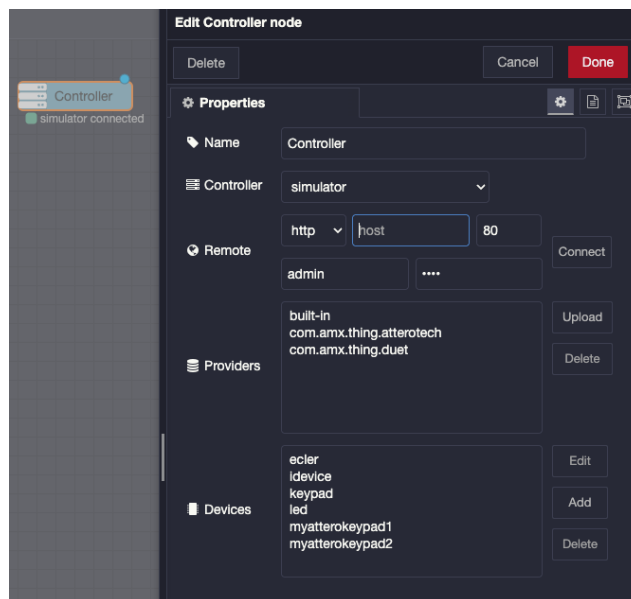 Edit Controller node
Delete
Cancel
Done
Controller
simulator connected
Properties
Name
Controller
Controller
simulator
Remote
http
host
80
Connect
admin
••••
Providers
built-in
com.amx.thing.atterotech
com.amx.thing.duet
Upload
Delete
Devices
ecler
idevice
keypad
led
myatterokeypad1
myatterokeypad2
Edit
Add
Delete